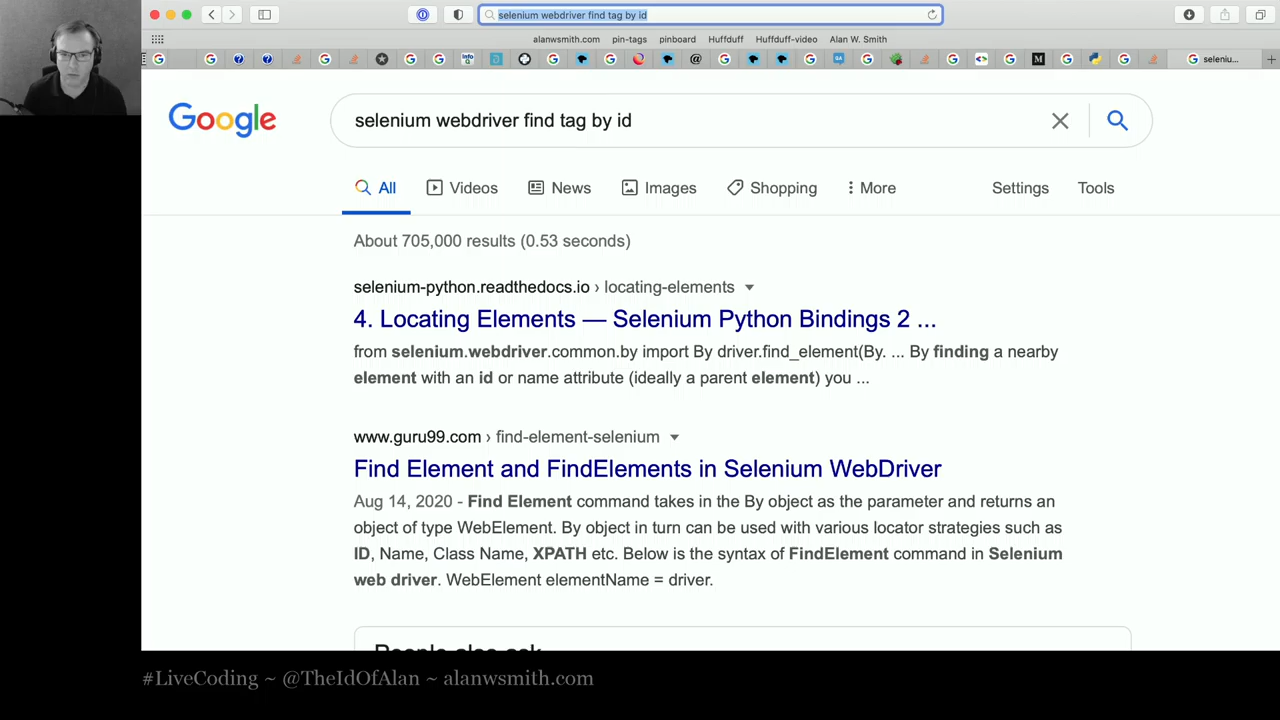 selenium webdriver find tag by id
alanwsmith.com pin-tags pinboard Huffduff Huffduff-video Alan W. Smith
seleniu...
Google
selenium webdriver find tag by id
All Videos News Images Shopping More Settings Tools
About 705,000 results (0.53 seconds)
selenium-python.readthedocs.io › locating-elements
4. Locating Elements — Selenium Python Bindings 2 ...
from selenium.webdriver.common.by import By driver.find_element(By. ... By finding a nearby
element with an id or name attribute (ideally a parent element) you ...
www.guru99.com › find-element-selenium
Find Element and FindElements in Selenium WebDriver
Aug 14, 2020 - Find Element command takes in the By object as the parameter and returns an
object of type WebElement. By object in turn can be used with various locator strategies such as
ID, Name, Class Name, XPATH etc. Below is the syntax of FindElement command in Selenium
web driver. WebElement elementName = driver.
People also ask
#LiveCoding ~ @TheIdOfAlan ~ alanwsmith.com